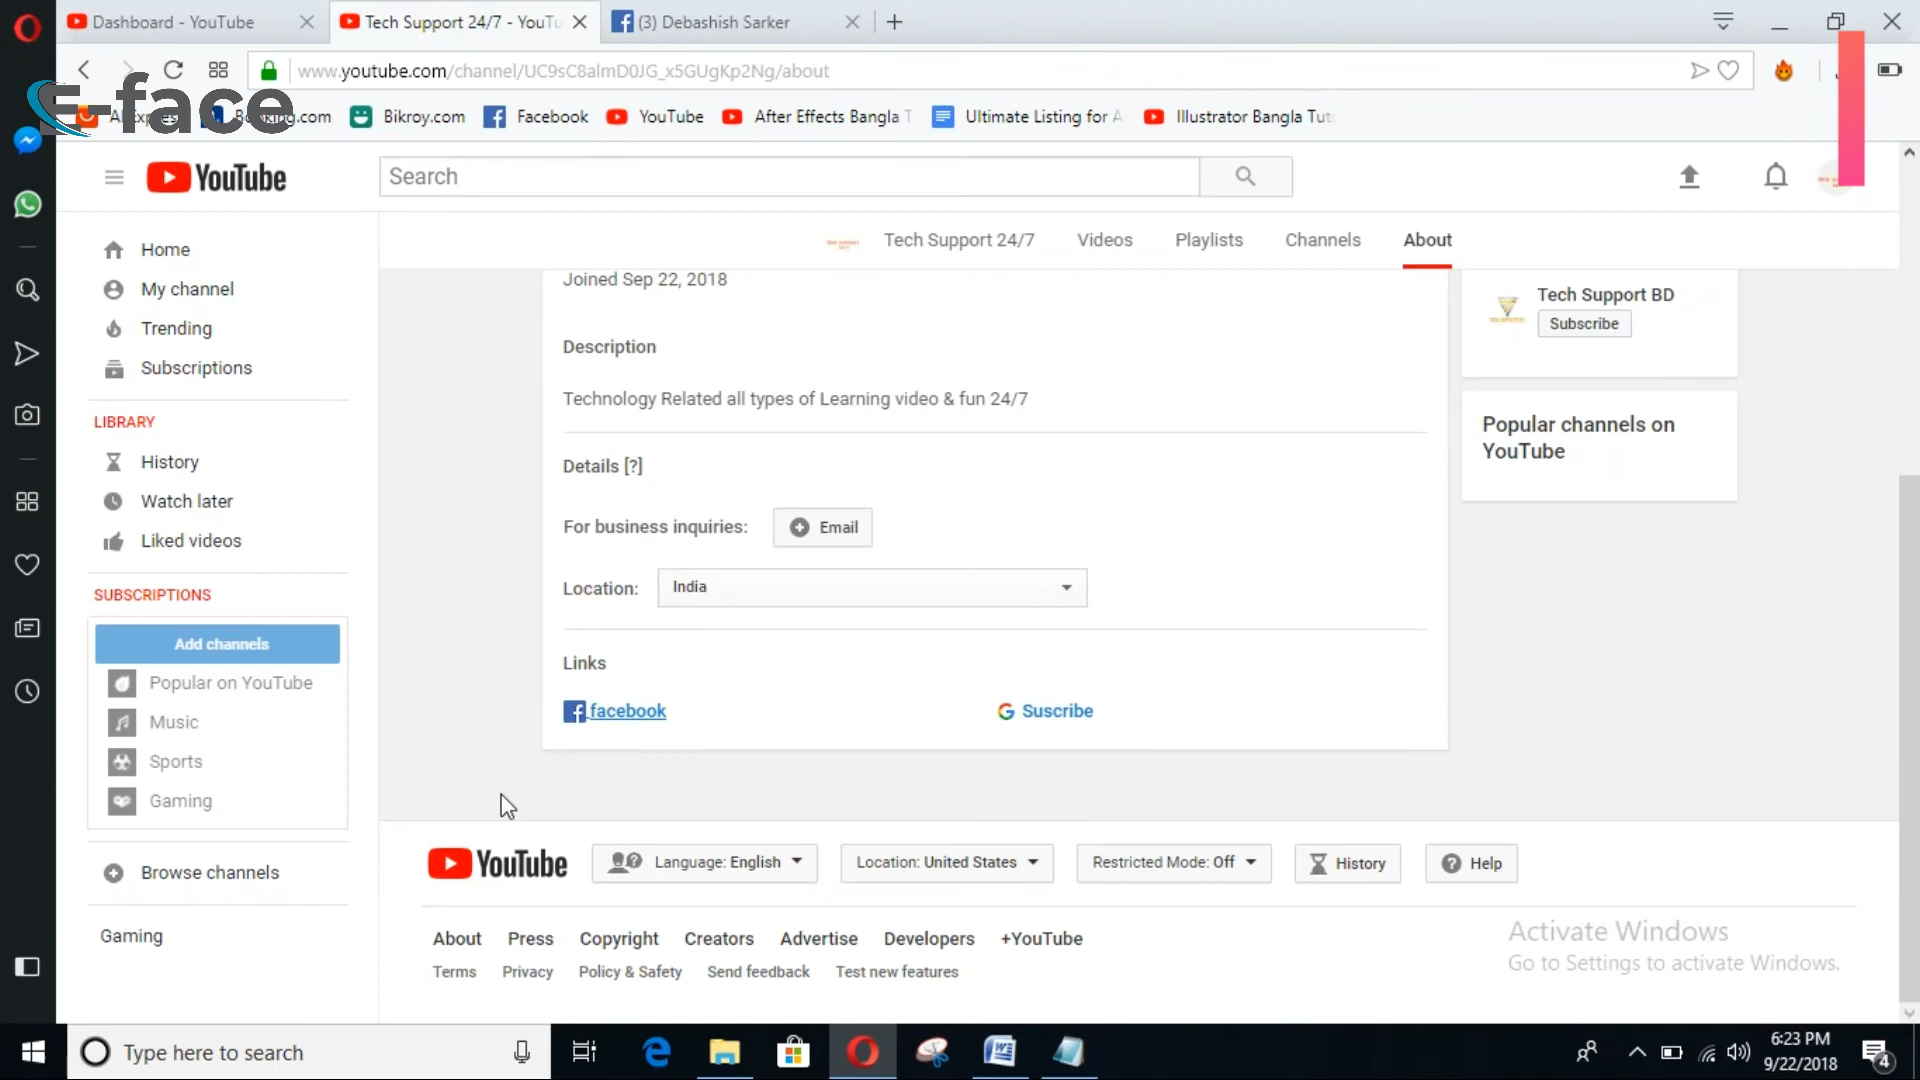 Dashboard - YouTube
Tech Support 24/7 - YouTu
(3) Debashish Sarker
www.youtube.com/channel/UC9sC8almD0JG_x5GUgKp2Ng/about
E-face
Bikroy.com
Facebook
YouTube
After Effects Bangla T
Ultimate Listing for A
Illustrator Bangla Tut
YouTube
Search
Home
My channel
Trending
Subscriptions
LIBRARY
History
Watch later
Liked videos
SUBSCRIPTIONS
Add channels
Popular on YouTube
Music
Sports
Gaming
Browse channels
Gaming
Tech Support 24/7
Videos
Playlists
Channels
About
Joined Sep 22, 2018
Description
Technology Related all types of Learning video & fun 24/7
Details [?]
For business inquiries:
Email
Location:
India
Links
facebook
Suscribe
Tech Support BD
Subscribe
Popular channels on
YouTube
YouTube
Language: English
Location: United States
Restricted Mode: Off
History
Help
About Press Copyright Creators Advertise Developers +YouTube
Terms Privacy Policy & Safety Send feedback Test new features
Activate Windows
Go to Settings to activate Windows.
Type here to search
6:23 PM
9/22/2018
4